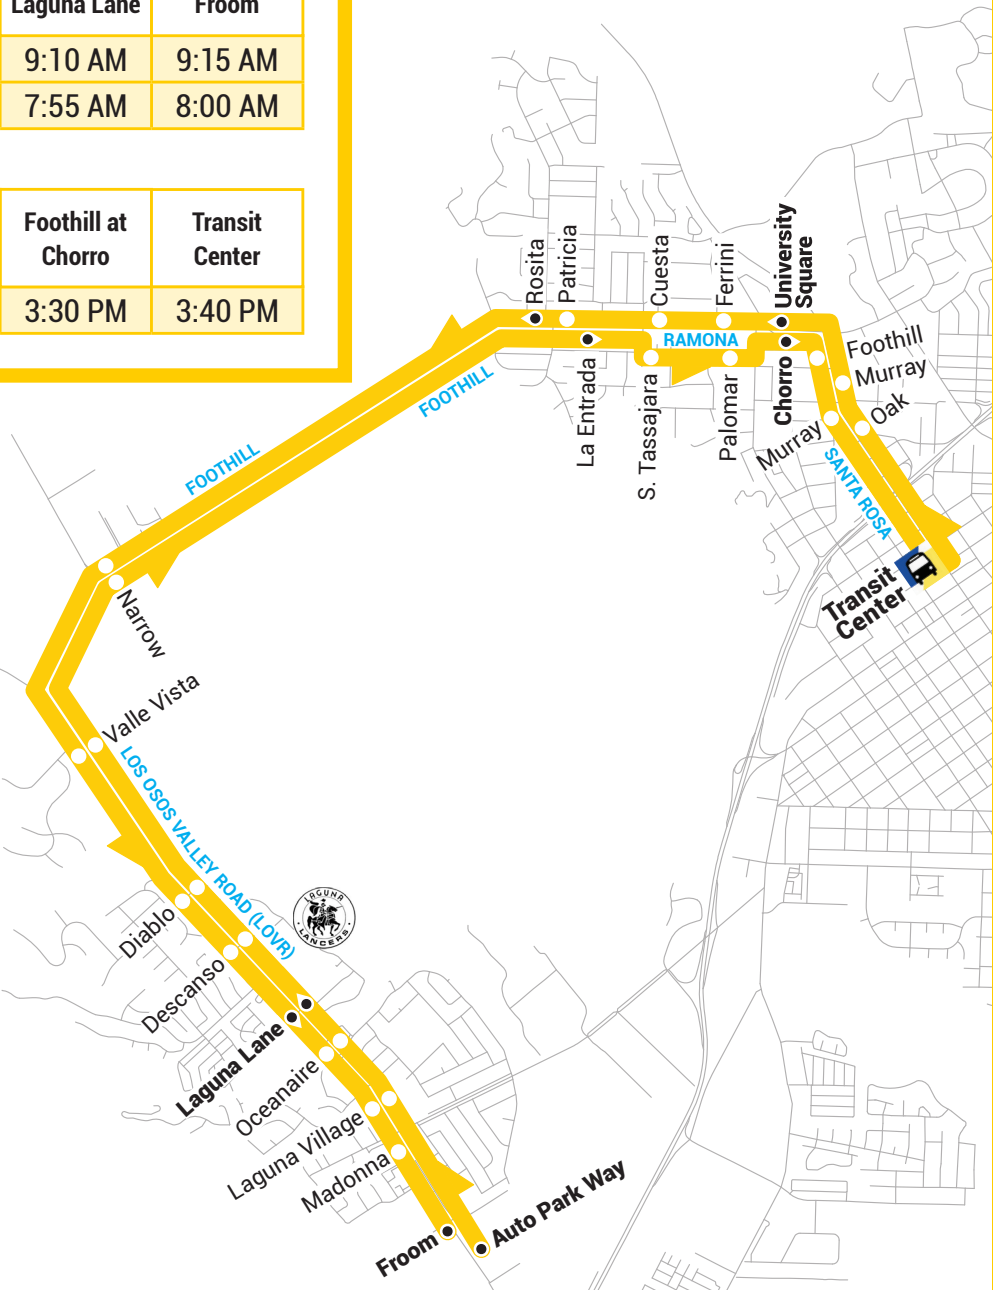 Laguna Lane Froom
9:10 AM 9:15 AM
7:55 AM 8:00 AM
Foothill at
Chorro
Transit
Center
3:30 PM 3:40 PM
Rosita
Patricia
Cuesta
Ferrini
University
Square
RAMONA
La Entrada
S. Tassajara
Palomar
Chorro
Foothill
Murray
Oak
Murray
SANTA ROSA
Transit
Center
FOOTHILL
FOOTHILL
Narrow
Valle Vista
LOS OSOS VALLEY ROAD (LOVR)
LAGUNA
LANCERS
Diablo
Descanso
Laguna Lane
Oceanaire
Laguna Village
Madonna
Froom
Auto Park Way